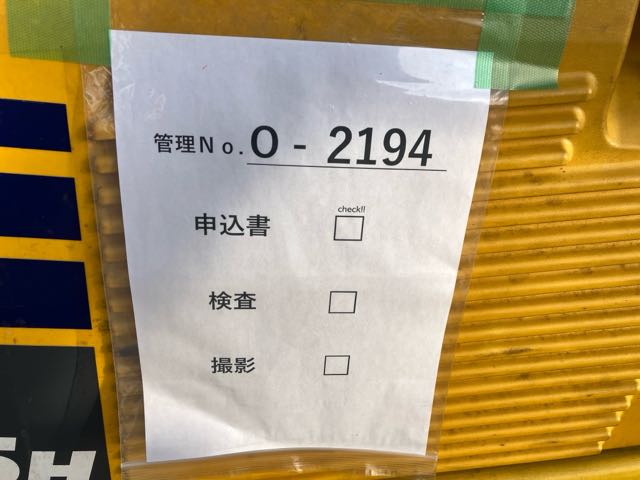 管理No. O - 2194
check!!
申込書 □
検査 □
撮影 □
SH